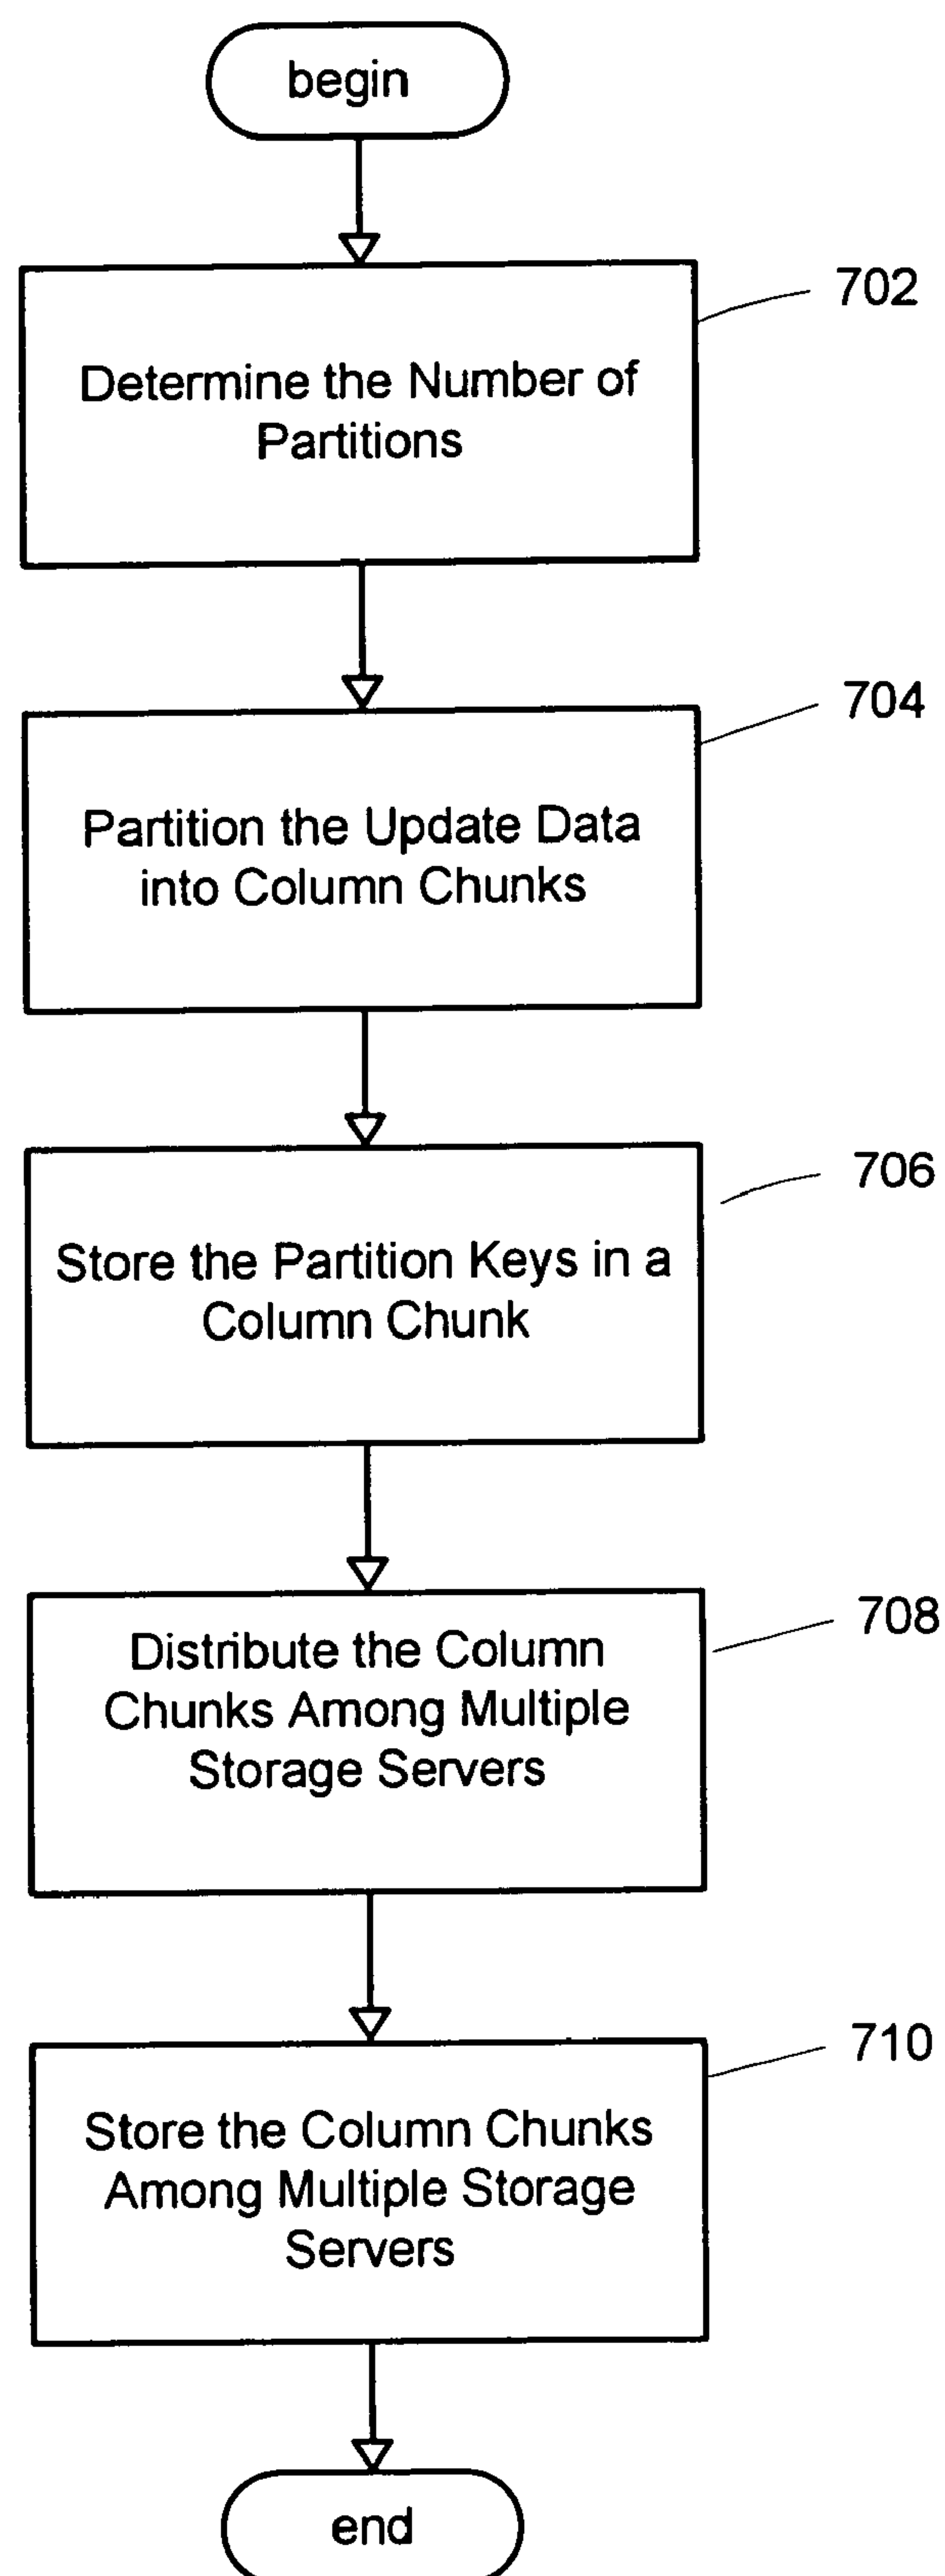 begin
702
Determine the Number of
Partitions
704
Partition the Update Data
into Column Chunks
706
Store the Partition Keys in a
Column Chunk
708
Distribute the Column
Chunks Among Multiple
Storage Servers
710
Store the Column Chunks
Among Multiple Storage
Servers
end